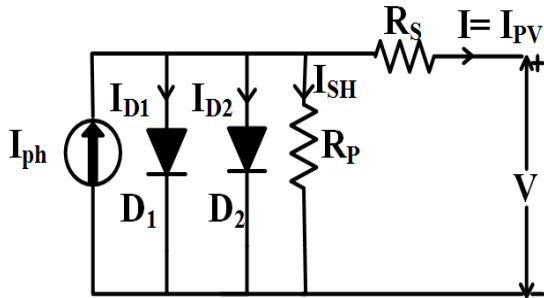 R_S I= I_PV
I_D1 I_D2 I_SH
I_ph R_P
D_1 D_2 V
+
-